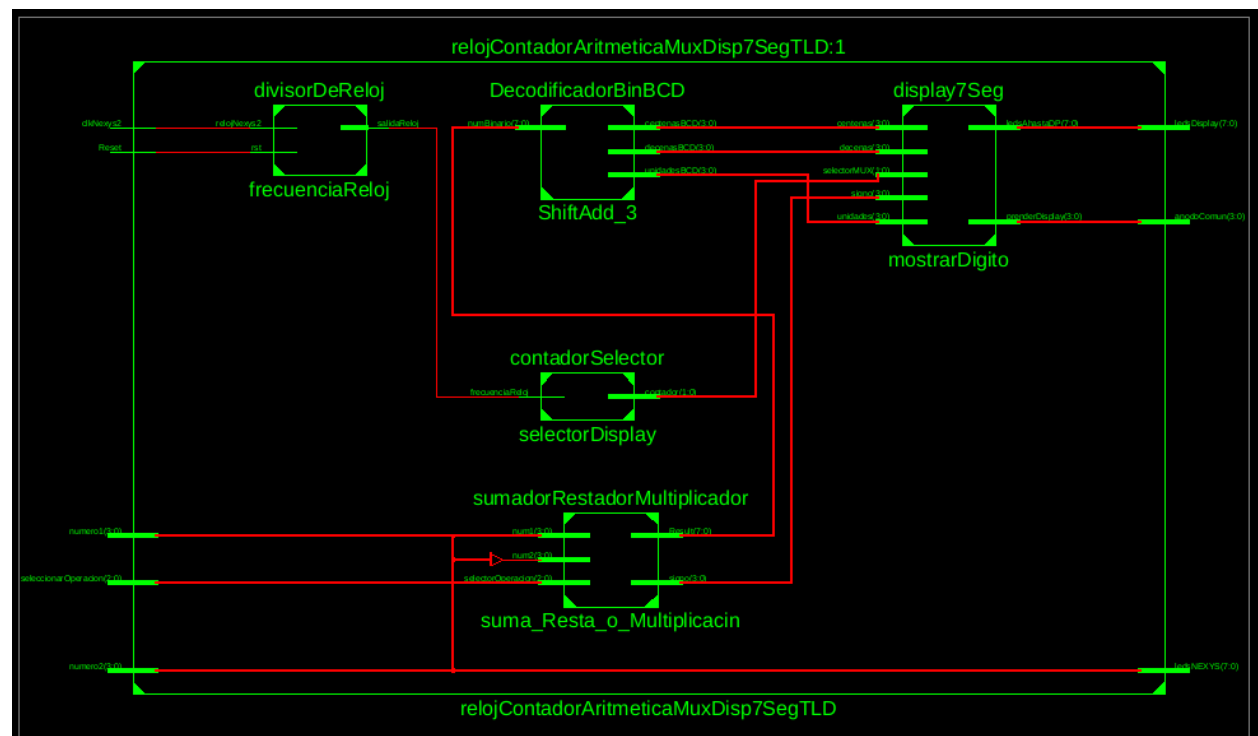 relojContadorAritmeticaMuxDisp7SegTLD:1
divisorDeReloj
DecodificadorBinBCD
display7Seg
clkNexys2
relojNexys2
salidaReloj
numBinario(7:0)
centenasBCD(3:0)
centenas(3:0)
ledsAhastaDP(7:0)
ledsDisplay(7:0)
Reset
rst
decenasBCD(3:0)
decenas(3:0)
unidadesBCD(3:0)
selectorMUX(1:0)
frecuenciaReloj
signo(3:0)
ShiftAdd_3
unidades(3:0)
prenderDisplay(3:0)
anodoComun(3:0)
mostrarDigito
contadorSelector
frecuenciaReloj
contador(1:0)
selectorDisplay
sumadorRestadorMultiplicador
numero1(3:0)
num1(3:0)
Result(7:0)
num2(3:0)
seleccionarOperacion(2:0)
selectorOperacion(2:0)
signo(3:0)
suma_Resta_o_Multiplicacin
numero2(3:0)
ledsNEXYS(7:0)
relojContadorAritmeticaMuxDisp7SegTLD